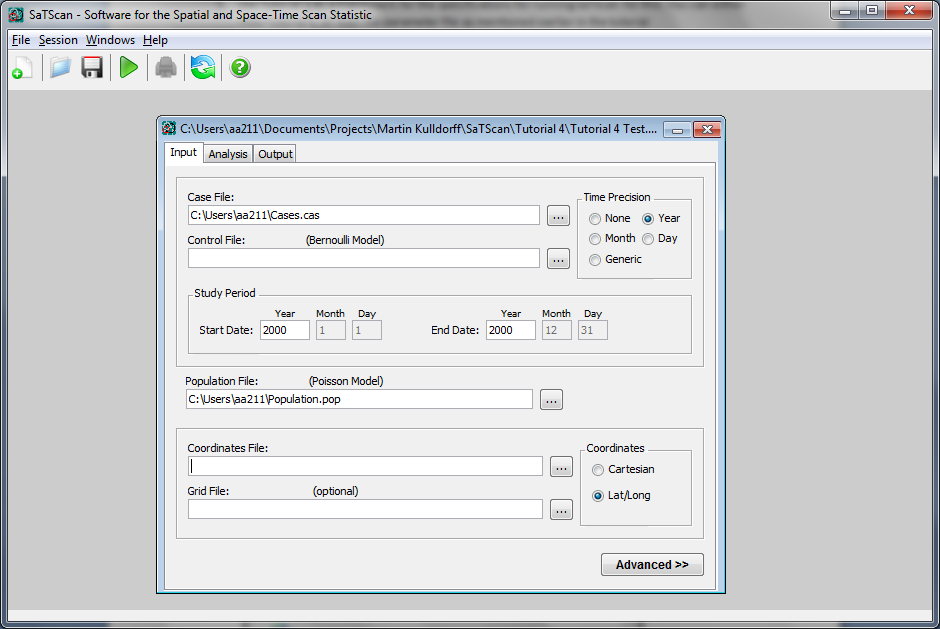 SaTScan - Software for the Spatial and Space-Time Scan Statistic
File Session Windows Help
C:\Users\aa211\Documents\Projects\Martin Kulldorff\SaTScan\Tutorial 4\Tutorial 4 Test....
Input Analysis Output
Case File:
C:\Users\aa211\Cases.cas
...
Control File: (Bernoulli Model)
...
Time Precision
None Year
Month Day
Generic
Study Period
Year Month Day Year Month Day
Start Date: 2000 1 1 End Date: 2000 12 31
Population File: (Poisson Model)
C:\Users\aa211\Population.pop
...
Coordinates File:
...
Grid File: (optional)
...
Coordinates
Cartesian
Lat/Long
Advanced >>